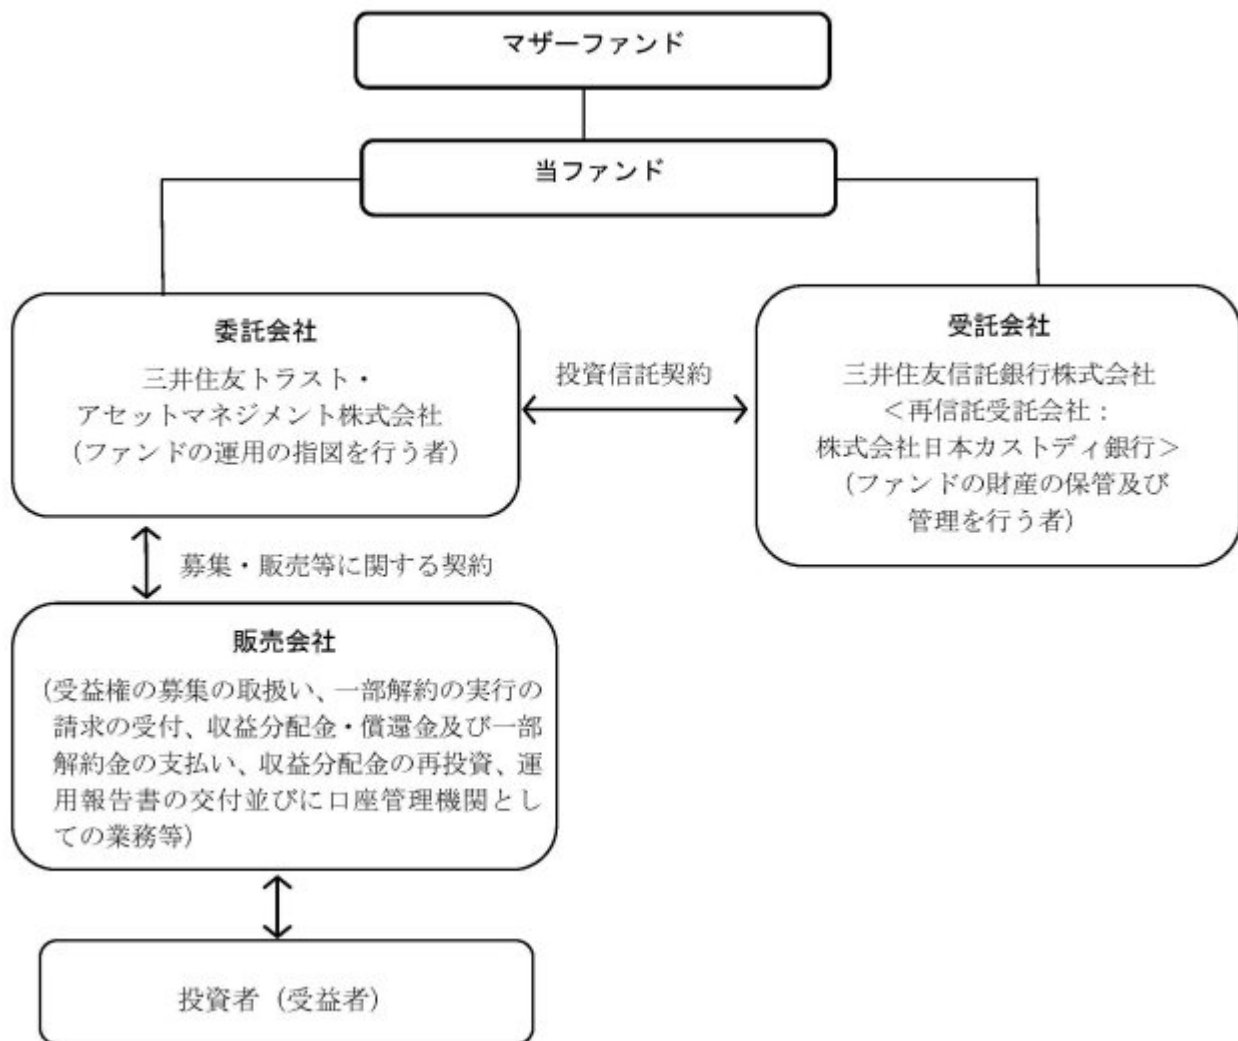 マザーファンド
当ファンド
委託会社
三井住友トラスト・
アセットマネジメント株式会社
（ファンドの運用の指図を行う者）
投資信託契約
受託会社
三井住友信託銀行株式会社
＜再信託受託会社：
株式会社日本カストディ銀行＞
（ファンドの財産の保管及び
管理を行う者）
募集・販売等に関する契約
販売会社
（受益権の募集の取扱い、一部解約の実行の
請求の受付、収益分配金・償還金及び一部
解約金の支払い、収益分配金の再投資、運
用報告書の交付並びに口座管理機関とし
ての業務等）
投資者（受益者）